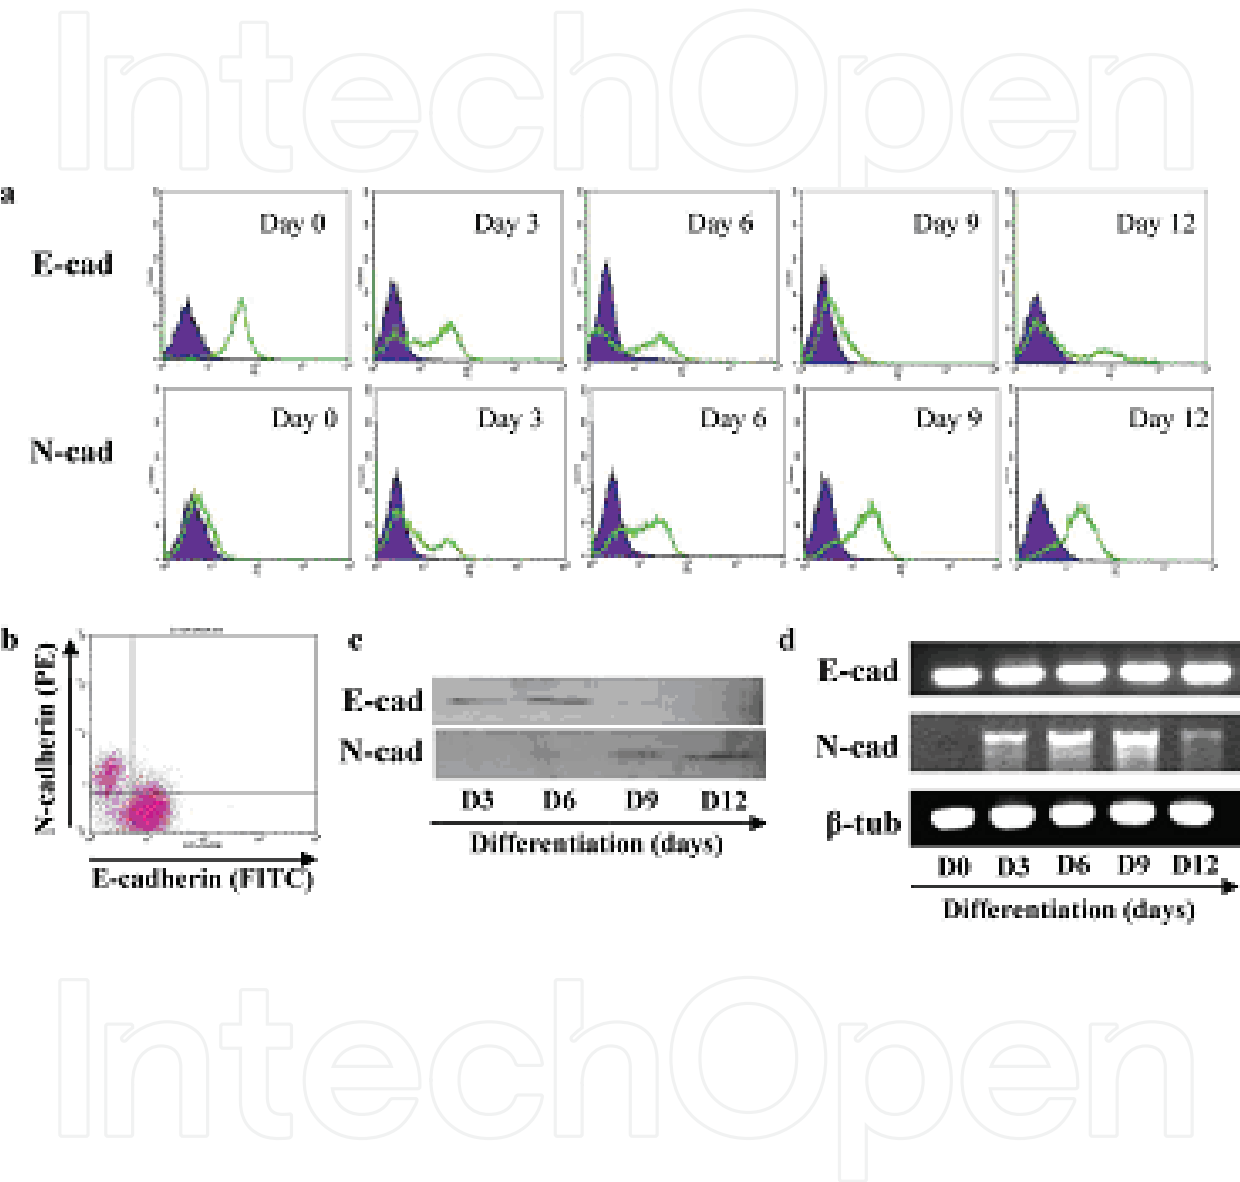 IntechOpen
a
E-cad
Day 0
Day 3
Day 6
Day 9
Day 12
N-cad
Day 0
Day 3
Day 6
Day 9
Day 12
b
N-cadherin (PE)
E-cadherin (FITC)
c
E-cad
N-cad
D3 D6 D9 D12
Differentiation (days)
d
E-cad
N-cad
β-tub
D0 D3 D6 D9 D12
Differentiation (days)
IntechOpen